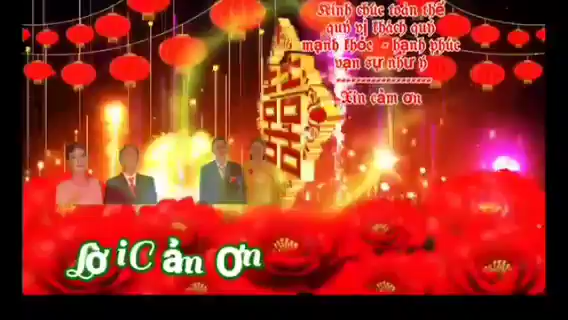 Kính chúc toàn thể
quý vị khách quý
mạnh khỏe - hạnh phúc
vạn sự như ý
Xin cảm ơn
囍
Lời Cảm Ơn